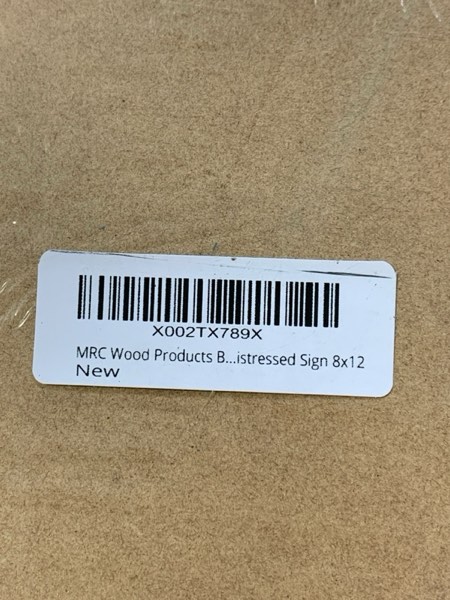 X002TX789X
MRC Wood Products B...istressed Sign 8x12
New